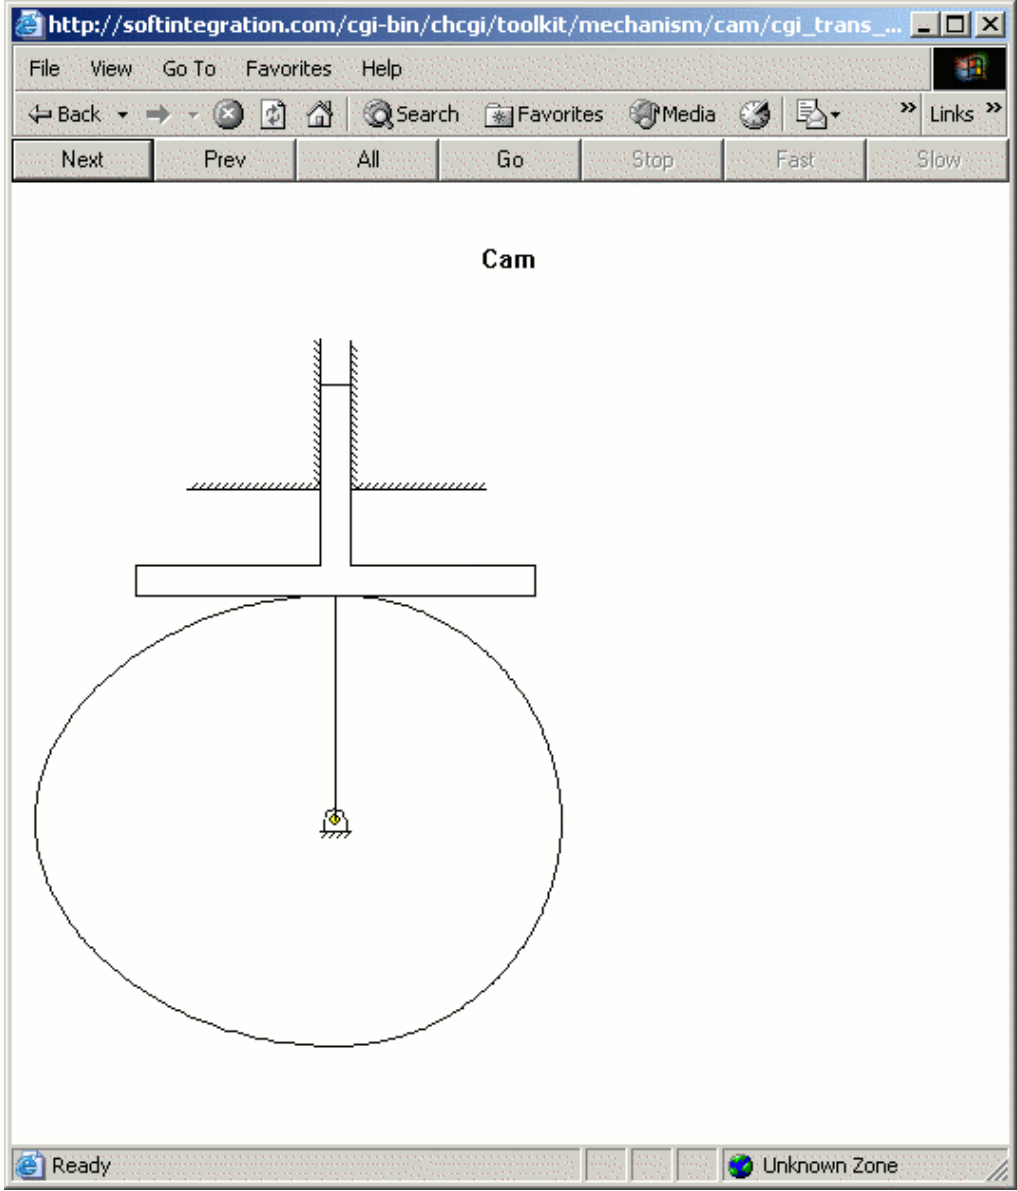 http://softintegration.com/cgi-bin/chcgi/toolkit/mechanism/cam/cgi_trans_...
File View Go To Favorites Help
Back Search Favorites Media » Links »
Next Prev All Go Stop Fast Slow
Cam
Ready Unknown Zone